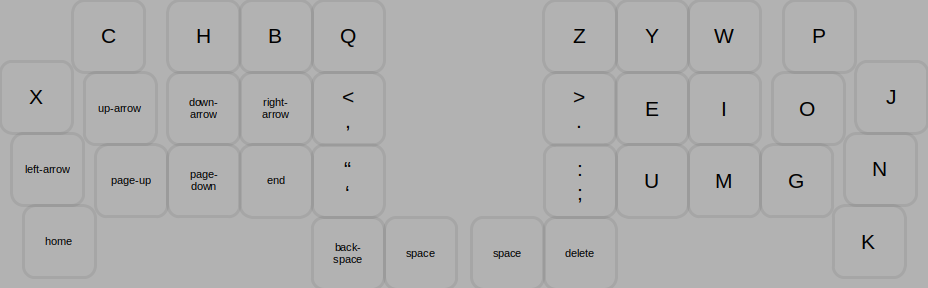 C H B Q Z Y W P
X J
up-arrow
down-
arrow
right-
arrow
<
,
>
.
E I O
left-arrow
N
page-up
page-
down
end
“
‘
:
;
U M G
home
K
back-
space
space
space
delete